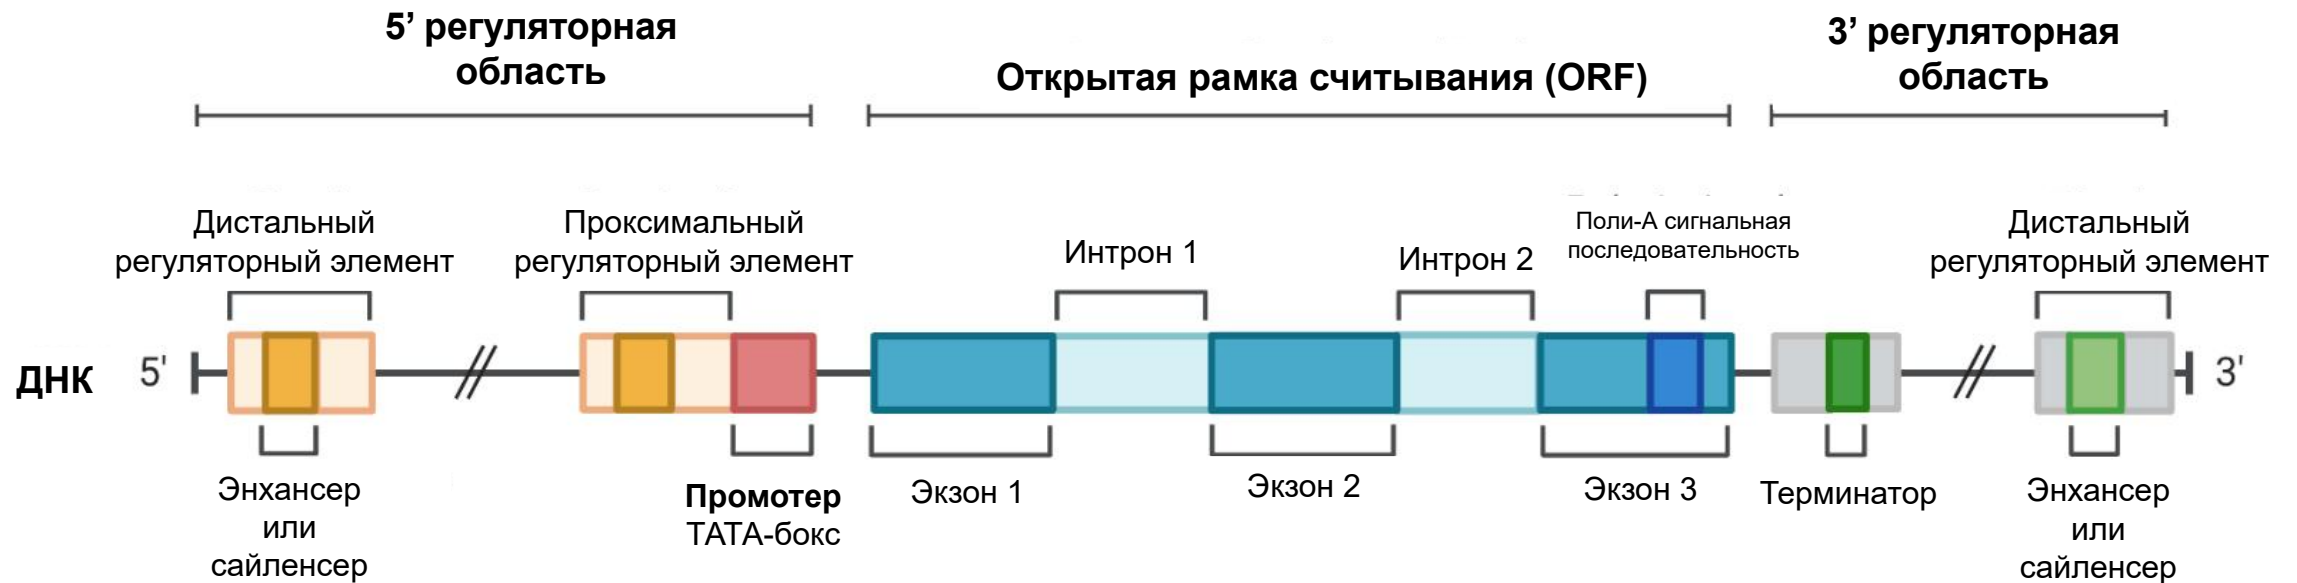 5’ регуляторная
область
Открытая рамка считывания (ORF)
3’ регуляторная
область
Дистальный
регуляторный элемент
Проксимальный
регуляторный элемент
Интрон 1
Интрон 2
Поли-А сигнальная
последовательность
Дистальный
регуляторный элемент
ДНК
5'
3'
Энхансер
или
сайленсер
Промотер
ТАТА-бокс
Экзон 1
Экзон 2
Экзон 3
Терминатор
Энхансер
или
сайленсер